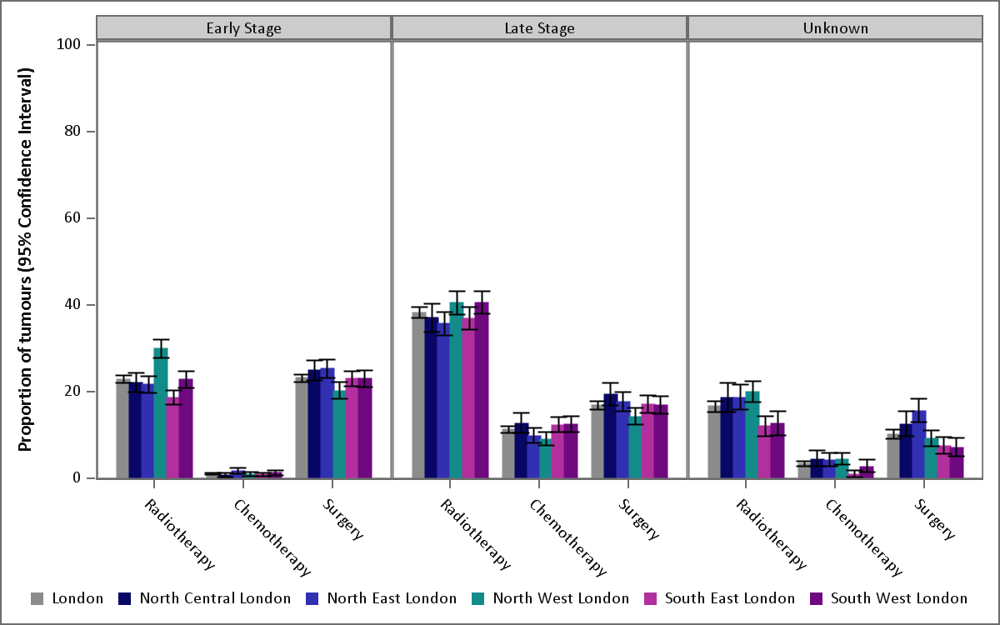 Early Stage
Late Stage
Unknown
Proportion of tumours (95% Confidence Interval)
100
80
60
40
20
0
Radiotherapy
Chemotherapy
Surgery
Radiotherapy
Chemotherapy
Surgery
Radiotherapy
Chemotherapy
Surgery
London North Central London North East London North West London South East London South West London